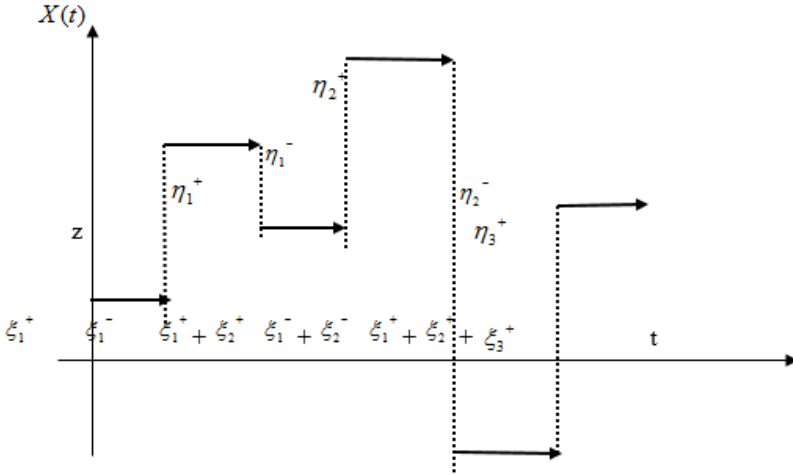 X(t)
η₂⁺
η₁⁻
η₁⁺
η₂⁻
z
η₃⁺
ξ₁⁺ ξ₁⁻ ξ₁⁺ + ξ₂⁺ ξ₁⁻ + ξ₂⁻ ξ₁⁺ + ξ₂⁺ + ξ₃⁺ t